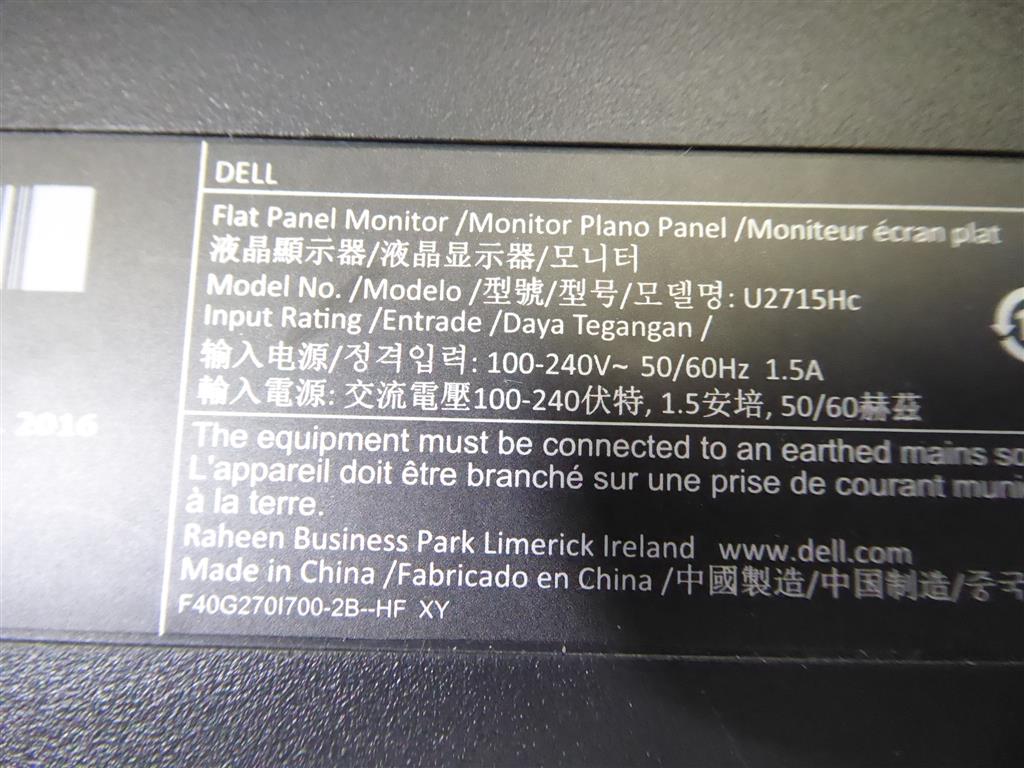 DELL
Flat Panel Monitor /Monitor Plano Panel /Moniteur écran plat
液晶顯示器/液晶显示器/모니터
Model No. /Modelo /型號/型号/모델명: U2715Hc
Input Rating /Entrade /Daya Tegangan /
输入电源/정격입력: 100-240V~ 50/60Hz 1.5A
輸入電源: 交流電壓100-240伏特, 1.5安培, 50/60赫茲
2016
The equipment must be connected to an earthed mains
L'appareil doit être branché sur une prise de courant
à la terre.
Raheen Business Park Limerick Ireland www.dell.com
Made in China /Fabricado en China /中國製造/中国制造/중국
F40G270I700-2B--HF XY